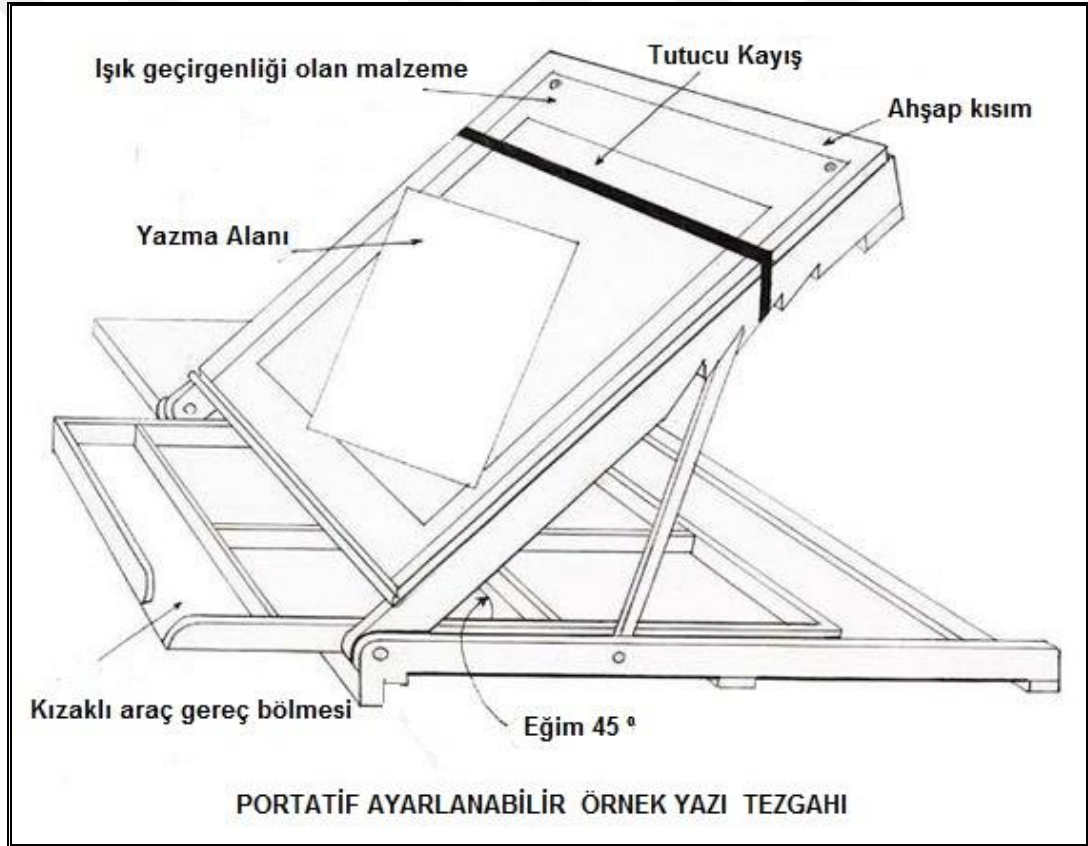 Işık geçirgenliği olan malzeme
Tutucu Kayış
Ahşap kısım
Yazma Alanı
Kızaklı araç gereç bölmesi
Eğim 45 º
PORTATİF AYARLANABİLİR ÖRNEK YAZI TEZGAHI